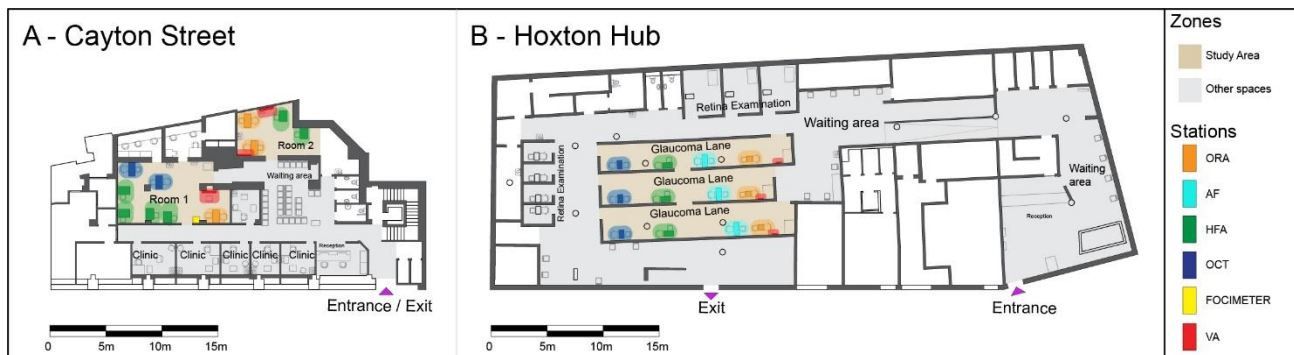 A - Cayton Street
Room 2
Waiting area
Room 1
Clinic
Clinic
Clinic
Clinic
Clinic
Reception
Entrance / Exit
0 5m 10m 15m
B - Hoxton Hub
Retina Examination
Waiting area
Glaucoma Lane
Glaucoma Lane
Glaucoma Lane
Retina Examination
Waiting
area
Reception
Exit
Entrance
0 5m 10m 15m
Zones
Study Area
Other spaces
Stations
ORA
AF
HFA
OCT
FOCIMETER
VA